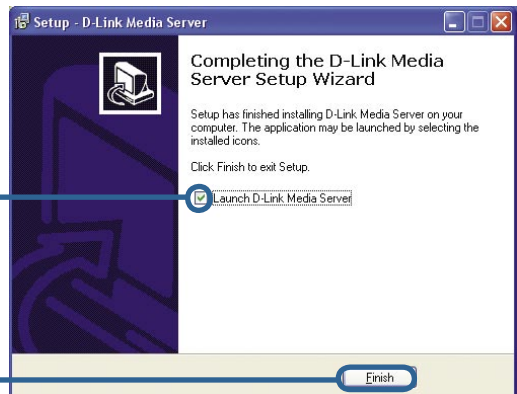 Setup - D-Link Media Server
Completing the D-Link Media
Server Setup Wizard
Setup has finished installing D-Link Media Server on your
computer. The application may be launched by selecting the
installed icons.
Click Finish to exit Setup.
Launch D-Link Media Server
Finish